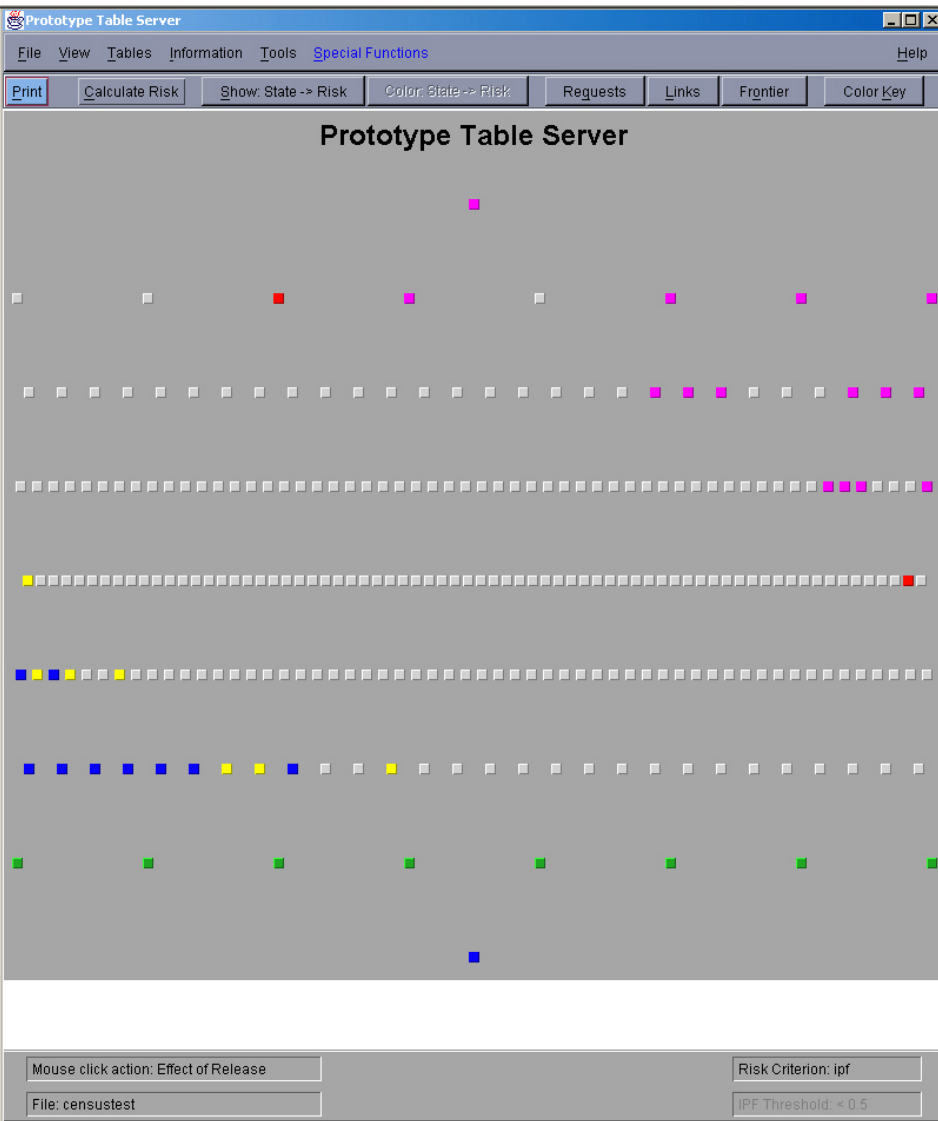 Prototype Table Server
File View Tables Information Tools Special Functions Help
Print Calculate Risk Show: State -> Risk Color: State -> Risk Requests Links Frontier Color Key
Prototype Table Server
Mouse click action: Effect of Release Risk Criterion: ipf
File: censustest IPF Threshold: < 0.5